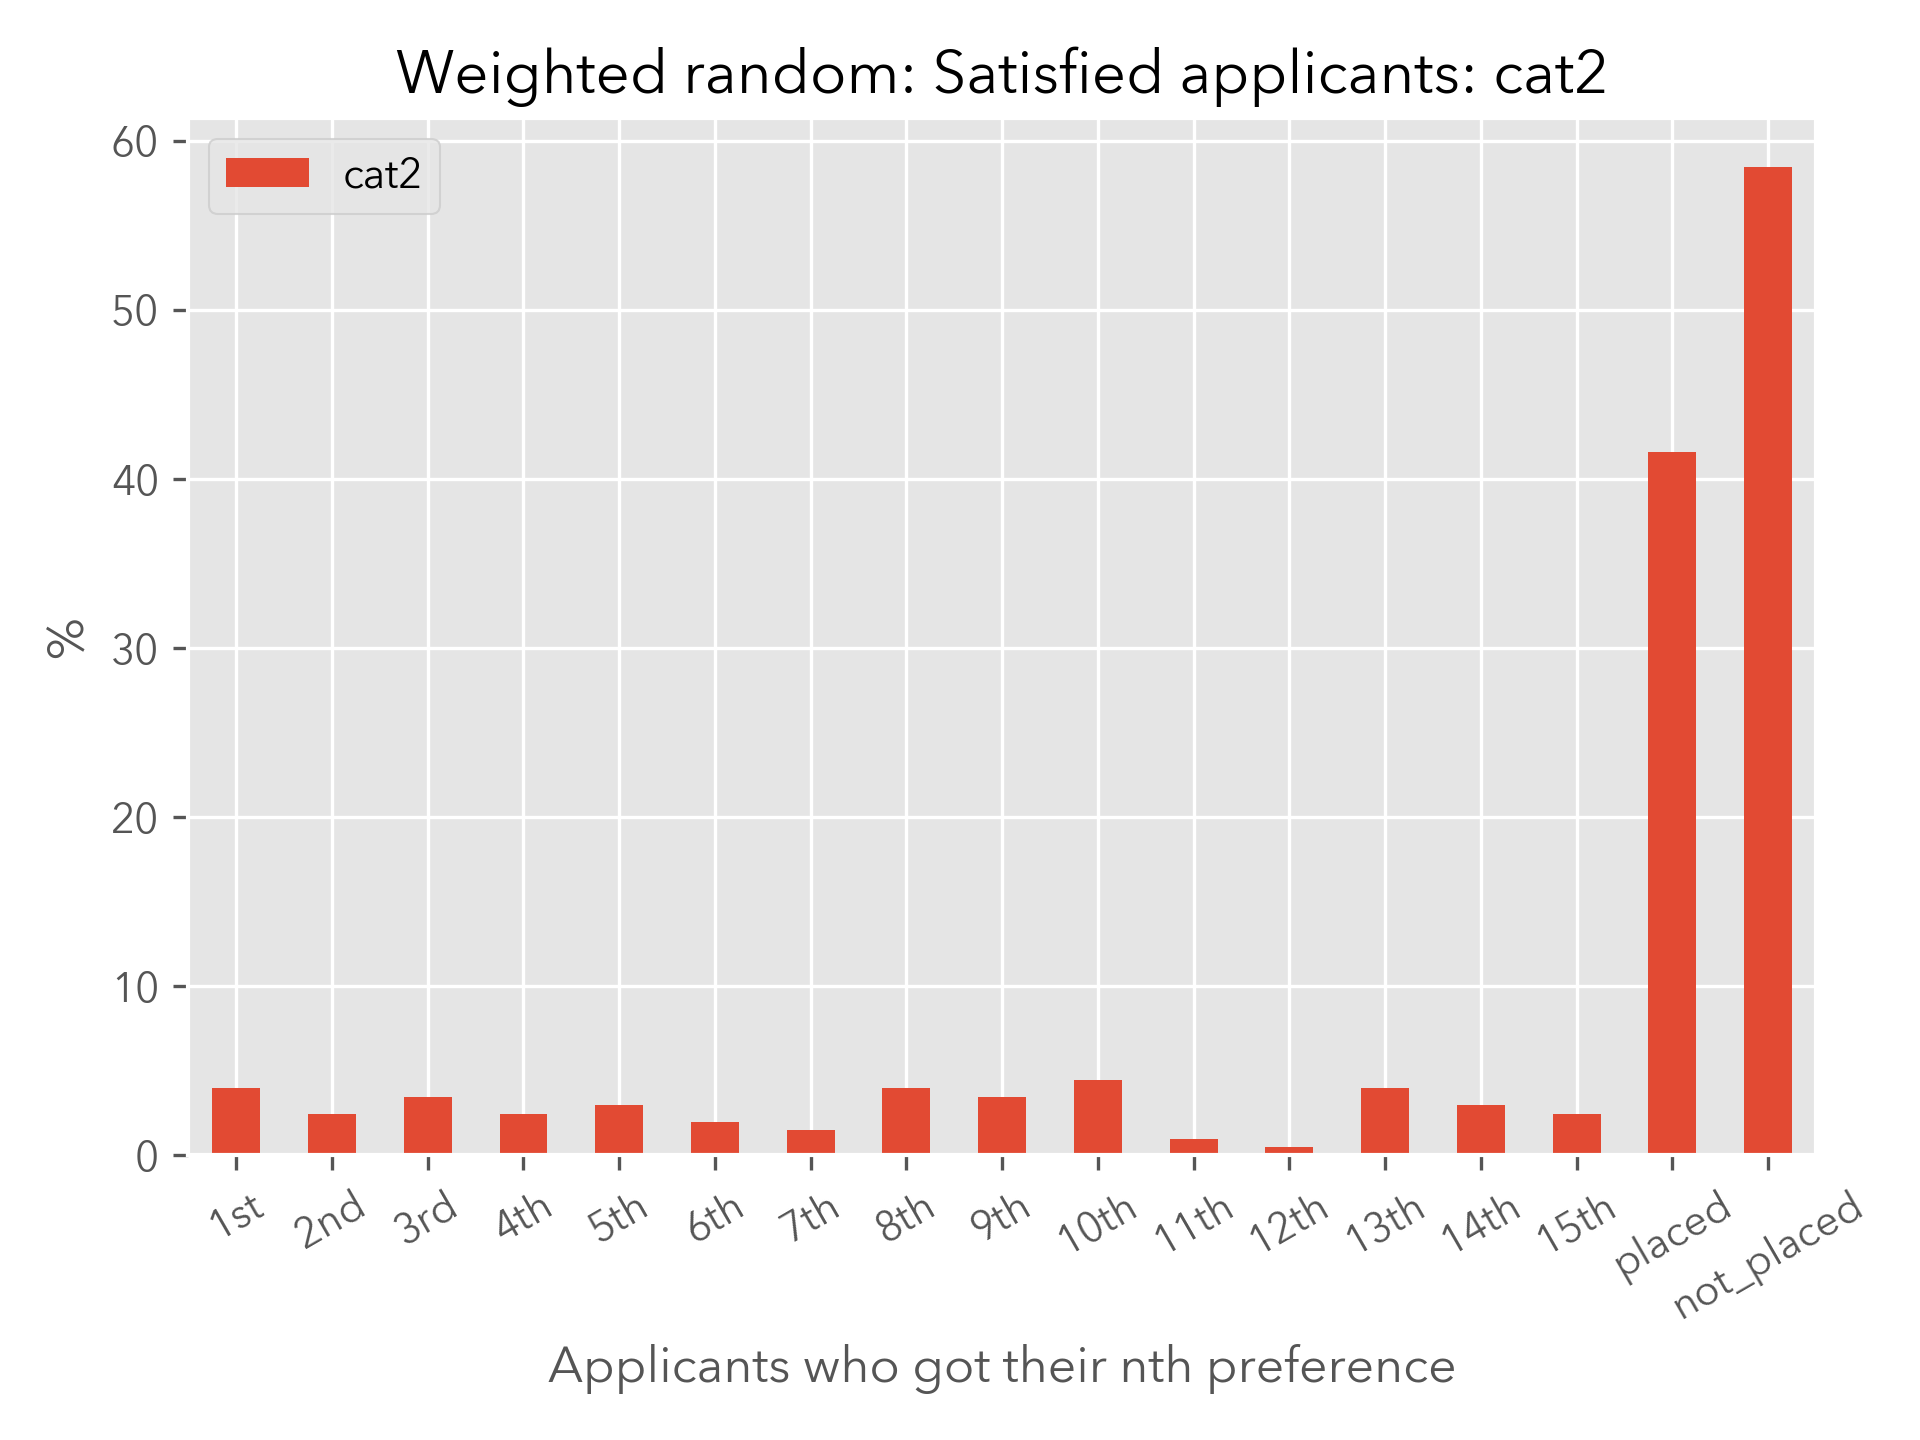 Weighted random: Satisfied applicants: cat2
cat2
60
50
40
30
20
10
0
%
1st 2nd 3rd 4th 5th 6th 7th 8th 9th 10th 11th 12th 13th 14th 15th placed not_placed
Applicants who got their nth preference